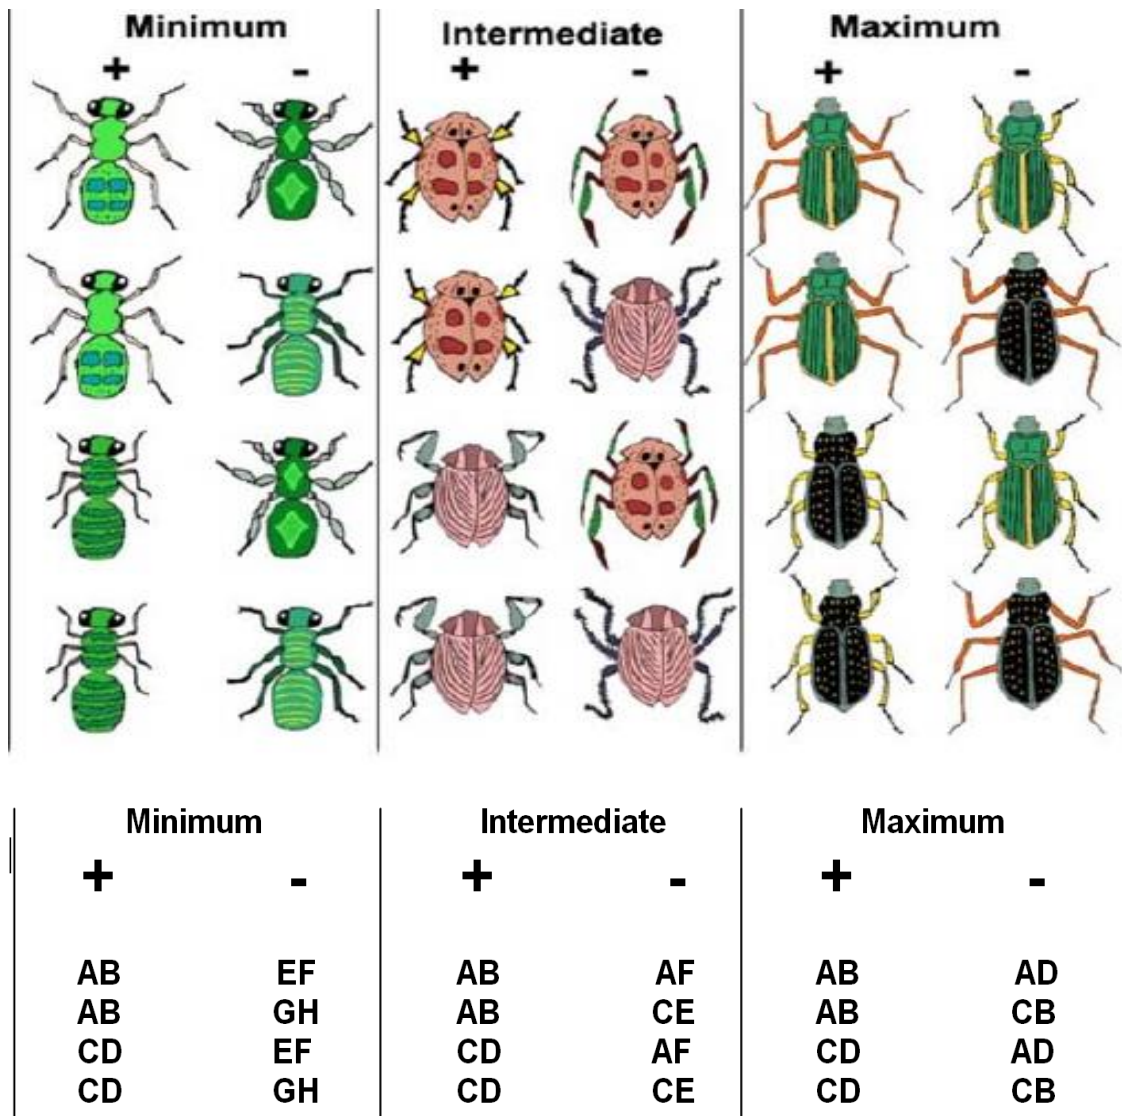 Minimum Intermediate Maximum
+ - + - + -
Minimum Intermediate Maximum
+ - + - + -
AB EF AB AF AB AD
AB GH AB CE AB CB
CD EF CD AF CD AD
CD GH CD CE CD CB